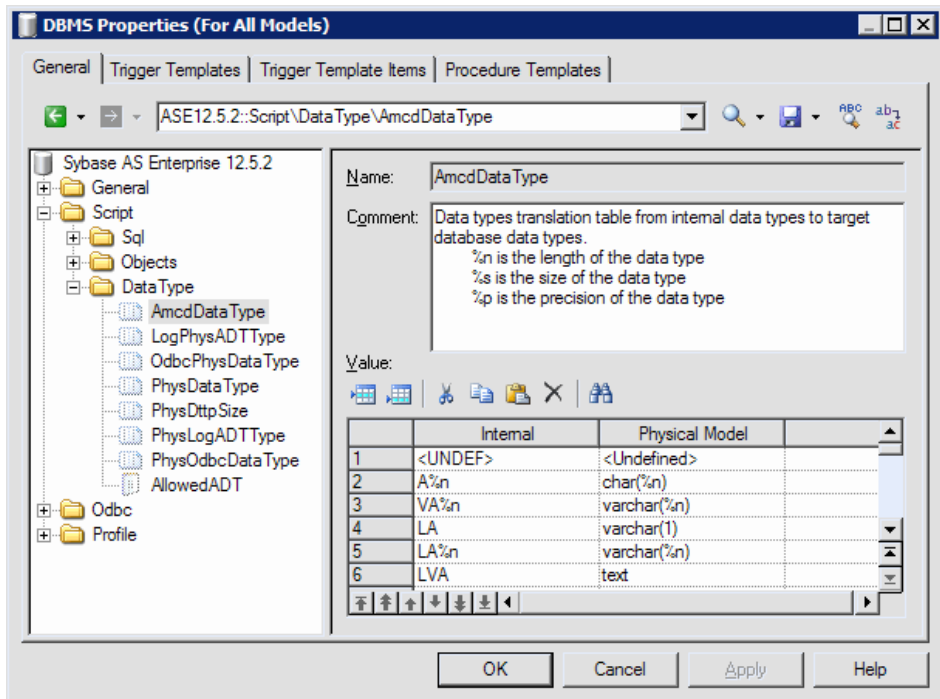 DBMS Properties (For All Models)
General Trigger Templates Trigger Template Items Procedure Templates
ASE12.5.2::Script\DataType\AmcdDataType
ABC
ab
ac
Sybase AS Enterprise 12.5.2
General
Script
Sql
Objects
DataType
AmcdDataType
LogPhysADTType
OdbcPhysDataType
PhysDataType
PhysDttpSize
PhysLogADTType
PhysOdbcDataType
AllowedADT
Odbc
Profile
Name: AmcdDataType
Comment: Data types translation table from internal data types to target
database data types.
%n is the length of the data type
%s is the size of the data type
%p is the precision of the data type
Value:
Internal Physical Model
1 <UNDEF> <Undefined>
2 A%n char(%n)
3 VA%n varchar(%n)
4 LA varchar(1)
5 LA%n varchar(%n)
6 LVA text
OK Cancel Apply Help